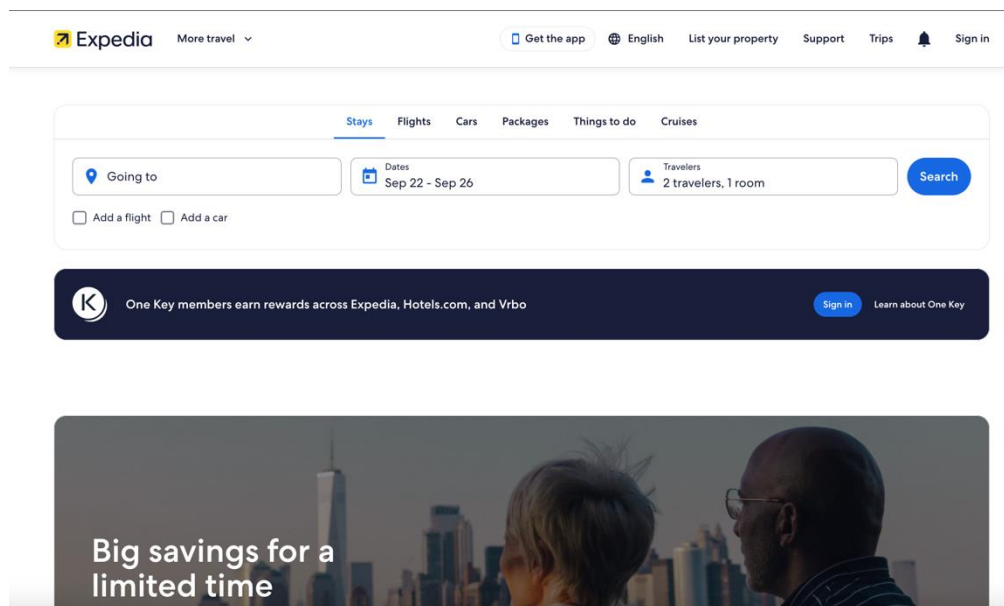 Expedia More travel Get the app English List your property Support Trips Sign in
Stays Flights Cars Packages Things to do Cruises
Going to
Dates
Sep 22 - Sep 26
Travelers
2 travelers, 1 room
Search
Add a flight Add a car
K One Key members earn rewards across Expedia, Hotels.com, and Vrbo Sign in Learn about One Key
Big savings for a
limited time